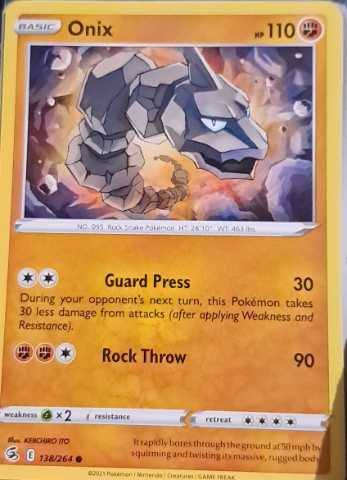 BASIC Onix HP 110
NO. 095 Rock Snake Pokémon HT: 28'10" WT: 463 lbs.
Guard Press 30
During your opponent's next turn, this Pokémon takes
30 less damage from attacks (after applying Weakness and
Resistance).
Rock Throw 90
weakness ×2 resistance retreat
Illus. KEIICHIRO ITO
E 138/264
It rapidly bores through the ground at 50 mph by
squirming and twisting its massive, rugged body.
©2021 Pokémon / Nintendo / Creatures / GAME FREAK